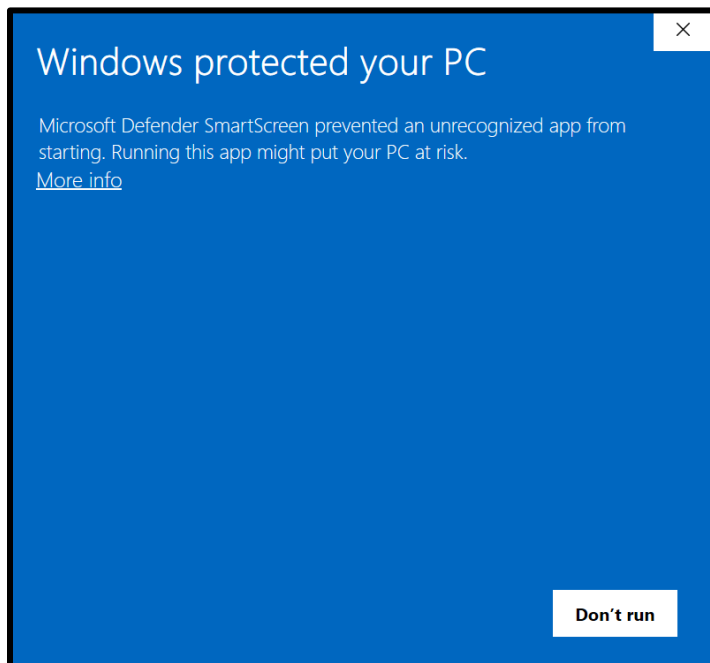 Windows protected your PC
Microsoft Defender SmartScreen prevented an unrecognized app from
starting. Running this app might put your PC at risk.
More info
Don’t run